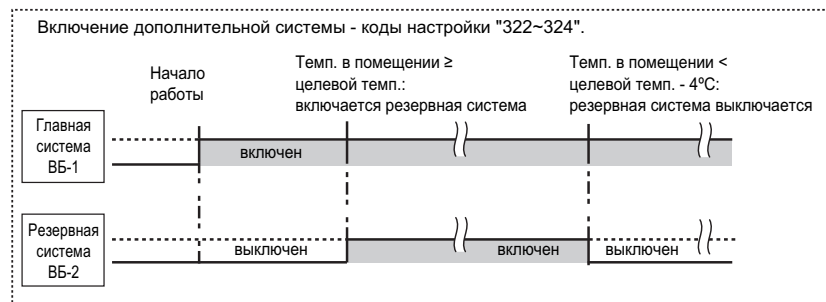 Включение дополнительной системы - коды настройки "322~324".
Начало
работы
Темп. в помещении ≥
целевой темп.:
включается резервная система
Темп. в помещении <
целевой темп. - 4ºC:
резервная система выключается
Главная
система
ВБ-1
включен
Резервная
система
ВБ-2
выключен
включен
выключен